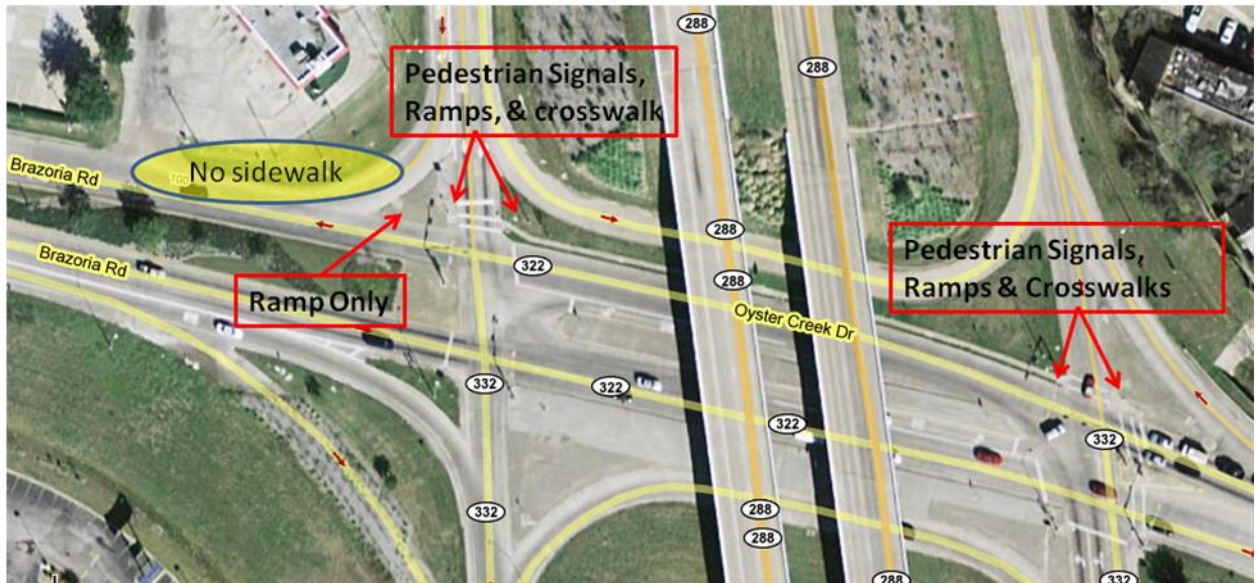 288
288
Pedestrian Signals,
Ramps, & crosswalk
Brazoria Rd
No sidewalk
288
Pedestrian Signals,
Ramps & Crosswalks
Brazoria Rd
322
288
Ramp Only
Oyster Creek Dr
332
322
322
332
332
288
288
288
332